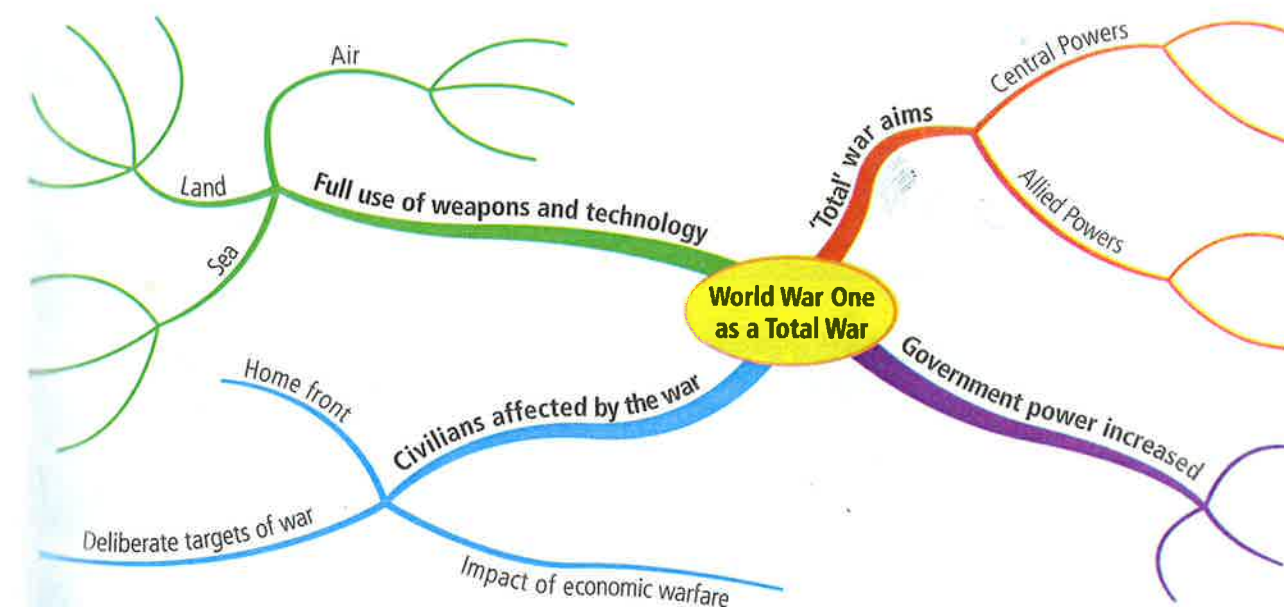 Air
Central Powers
'Total' war aims
Land
Full use of weapons and technology
Allied Powers
Sea
World War One
as a Total War
Government power increased
Home front
Civilians affected by the war
Deliberate targets of war
Impact of economic warfare